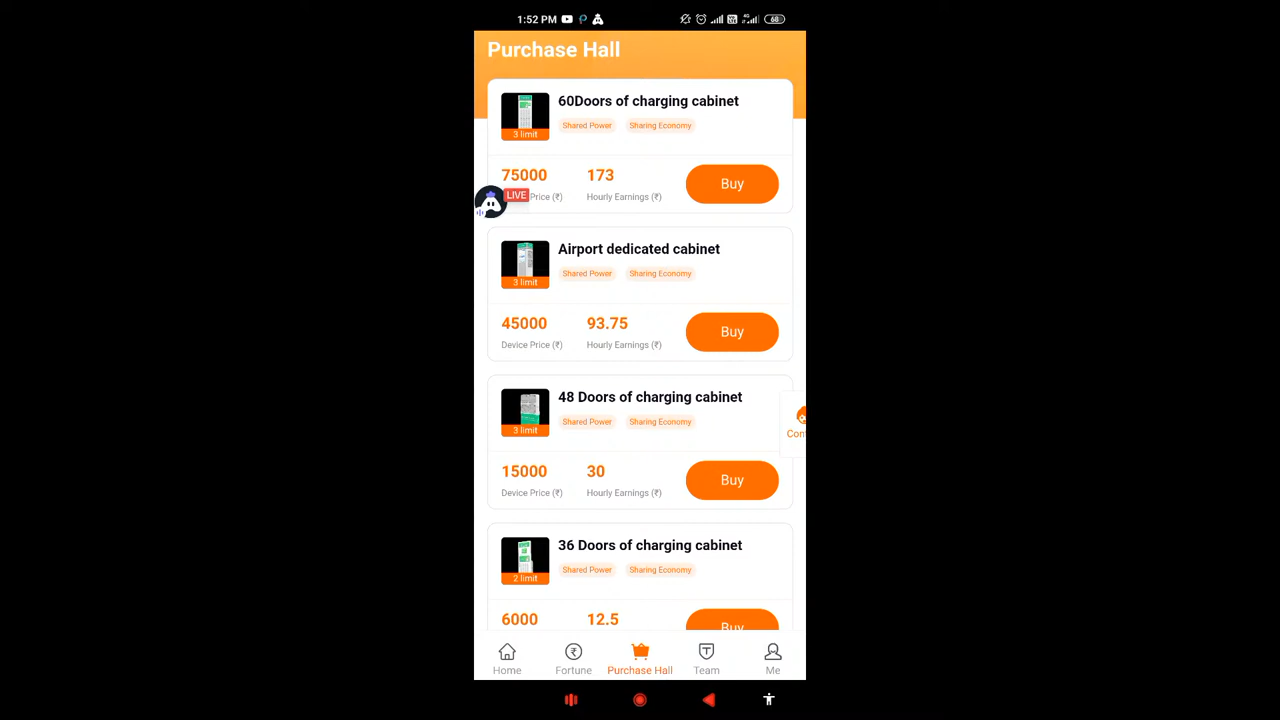 1:52 PM
68
Purchase Hall
60Doors of charging cabinet
3 limit
Shared Power Sharing Economy
75000 173
LIVE
Price (₹) Hourly Earnings (₹)
Buy
Airport dedicated cabinet
3 limit
Shared Power Sharing Economy
45000 93.75
Device Price (₹) Hourly Earnings (₹)
Buy
48 Doors of charging cabinet
3 limit
Shared Power Sharing Economy
15000 30
Device Price (₹) Hourly Earnings (₹)
Buy
Cont
36 Doors of charging cabinet
2 limit
Shared Power Sharing Economy
6000 12.5
Buy
Home Fortune Purchase Hall Team Me